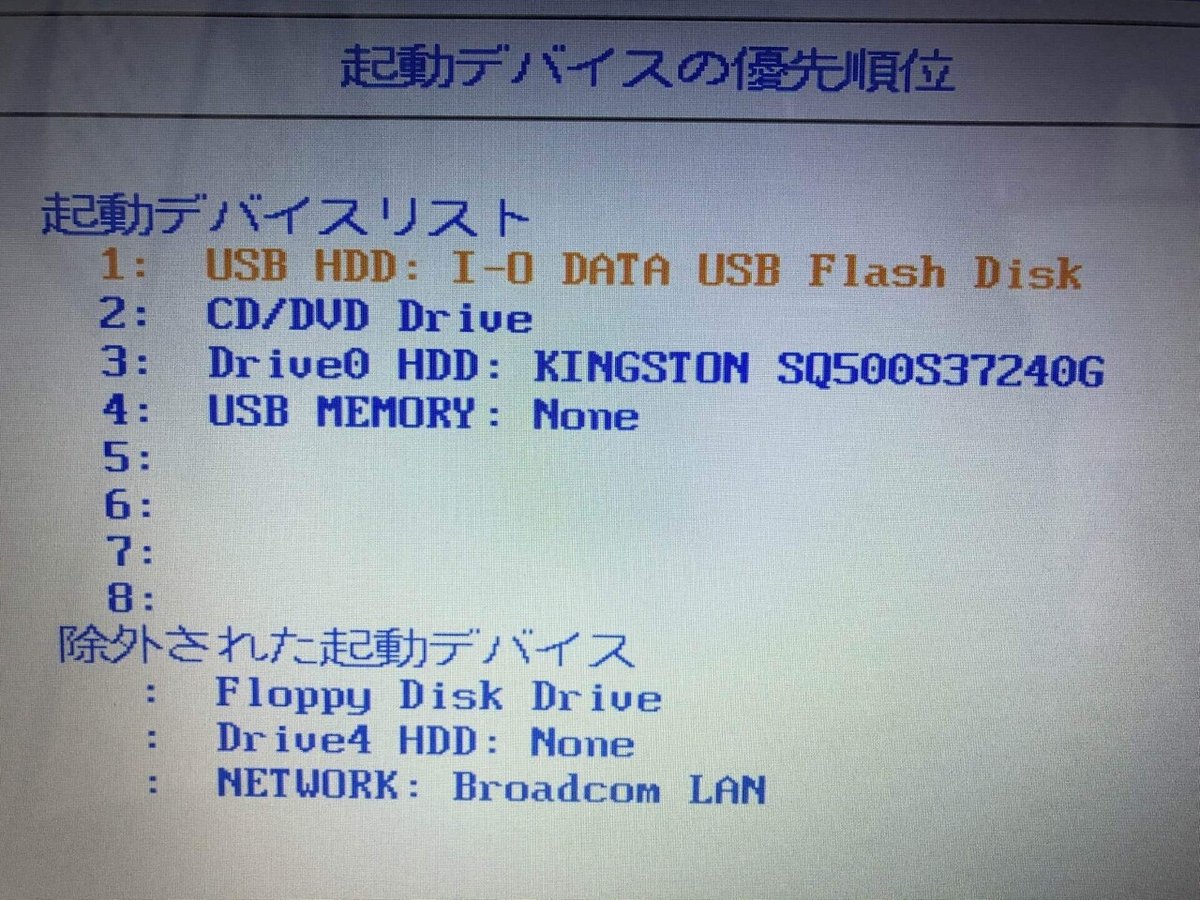 起動デバイスの優先順位
起動デバイスリスト
1: USB HDD: I-O DATA USB Flash Disk
2: CD/DVD Drive
3: Drive0 HDD: KINGSTON SQ500S37240G
4: USB MEMORY: None
5:
6:
7:
8:
除外された起動デバイス
: Floppy Disk Drive
: Drive4 HDD: None
: NETWORK: Broadcom LAN